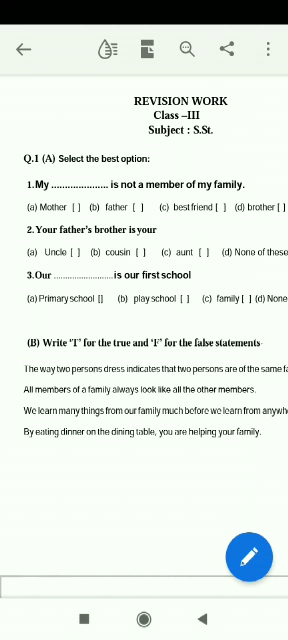 REVISION WORK
Class –III
Subject : S.St.
Q.1 (A) Select the best option:
1.My ..................... is not a member of my family.
(a) Mother [ ] (b) father [ ] (c) best friend [ ] (d) brother [ ]
2. Your father's brother is your
(a) Uncle [ ] (b) cousin [ ] (c) aunt [ ] (d) None of these
3.Our .........................is our first school
(a) Primary school [] (b) play school [ ] (c) family [ ] (d) None
(B) Write 'T' for the true and 'F' for the false statements
The way two persons dress indicates that two persons are of the same fa
All members of a family always look like all the other members.
We learn many things from our family much before we learn from anywh
By eating dinner on the dining table, you are helping your family.